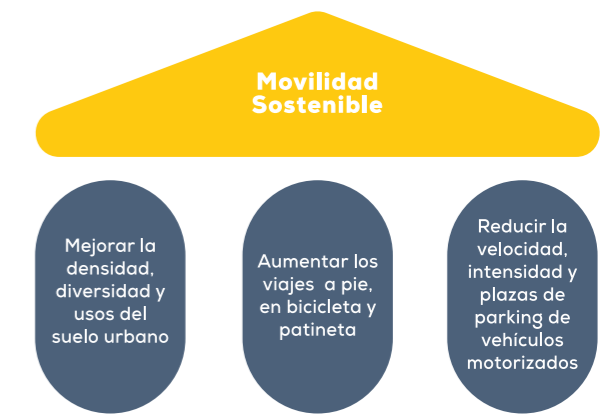 Movilidad
Sostenible
Mejorar la
densidad,
diversidad y
usos del
suelo urbano
Aumentar los
viajes a pie,
en bicicleta y
patineta
Reducir la
velocidad,
intensidad y
plazas de
parking de
vehículos
motorizados